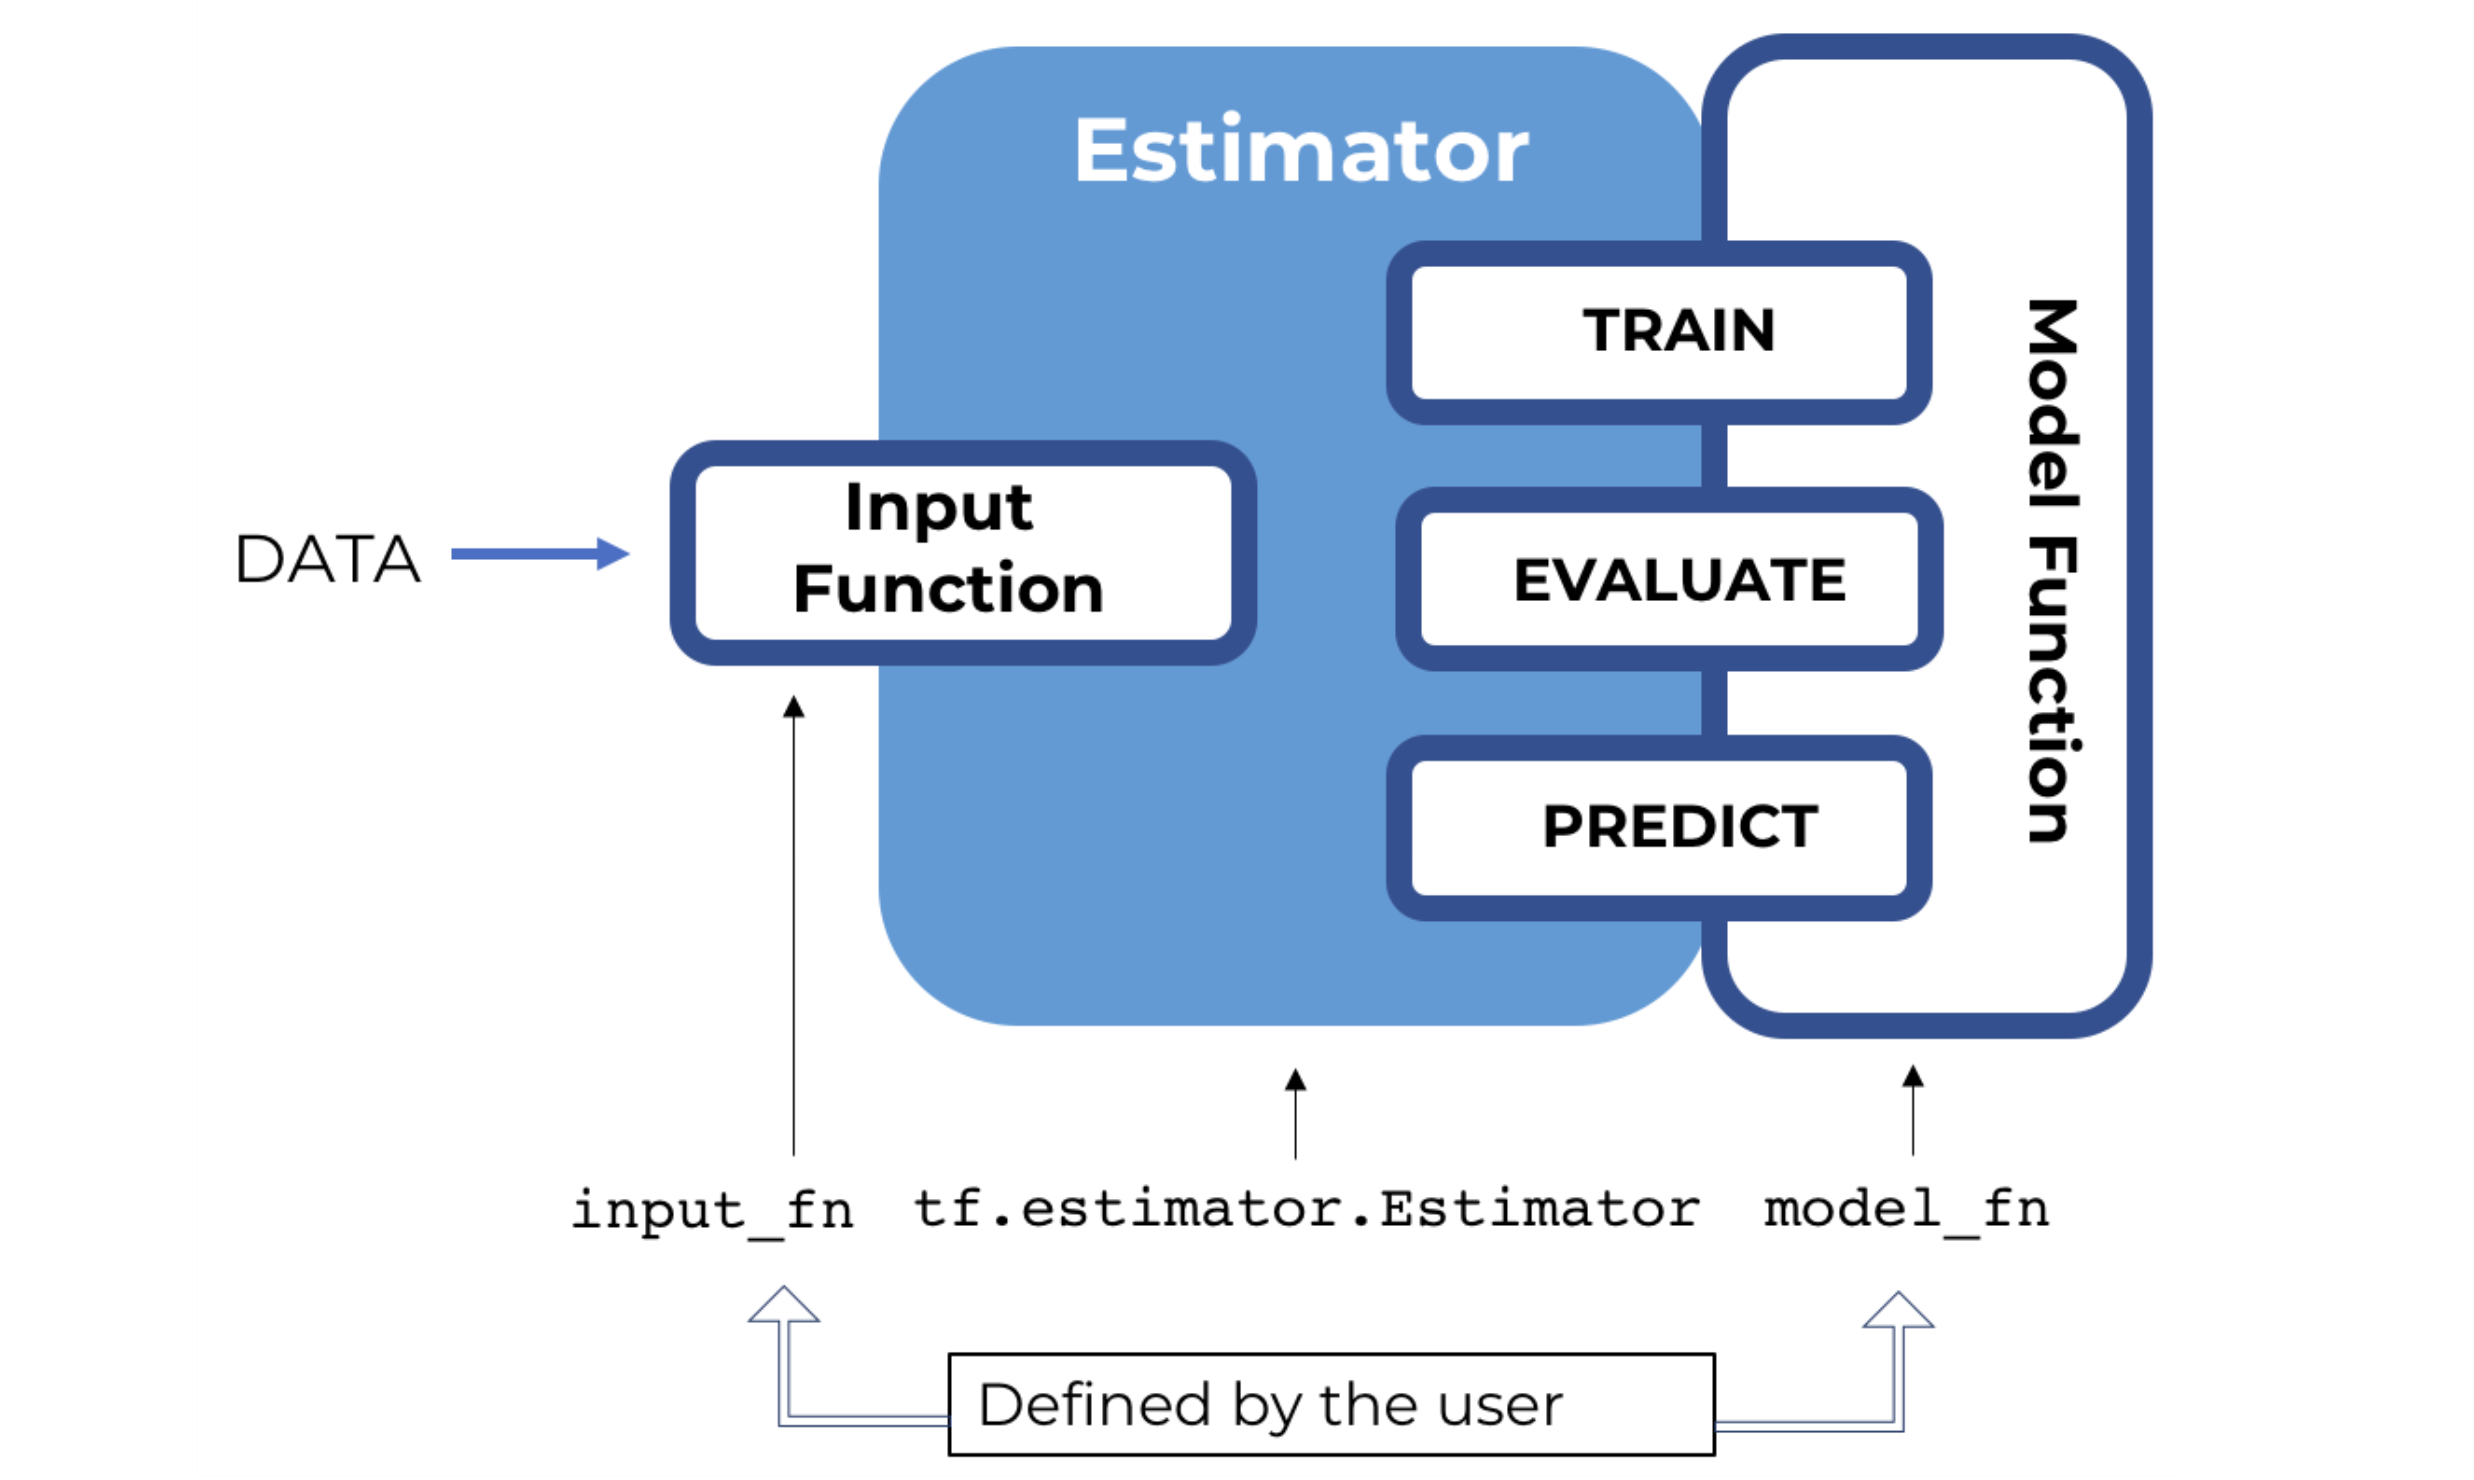 Estimator
TRAIN
Input
Function
DATA
EVALUATE
PREDICT
Model Function
input_fn
tf.estimator.Estimator
model_fn
Defined by the user